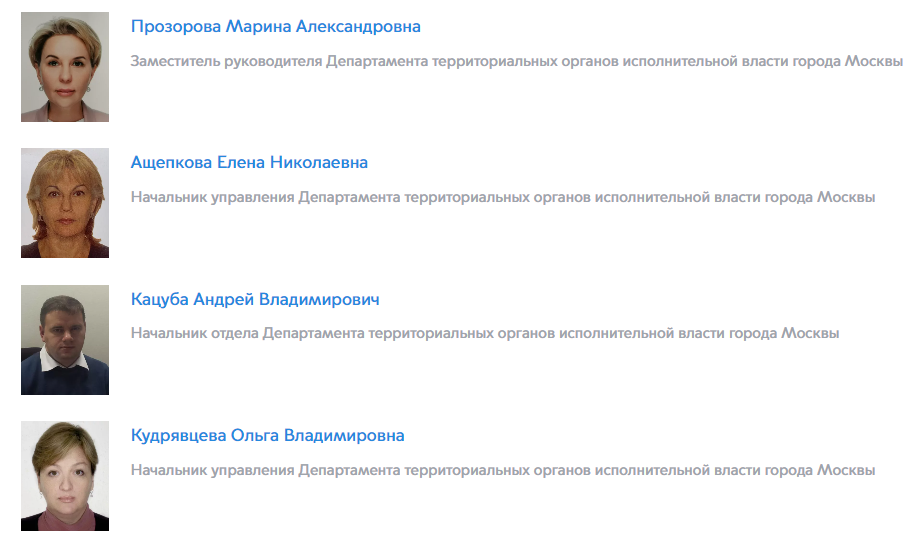 Прозорова Марина Александровна
Заместитель руководителя Департамента территориальных органов исполнительной власти города Москвы
Ащепкова Елена Николаевна
Начальник управления Департамента территориальных органов исполнительной власти города Москвы
Кацуба Андрей Владимирович
Начальник отдела Департамента территориальных органов исполнительной власти города Москвы
Кудрявцева Ольга Владимировна
Начальник управления Департамента территориальных органов исполнительной власти города Москвы